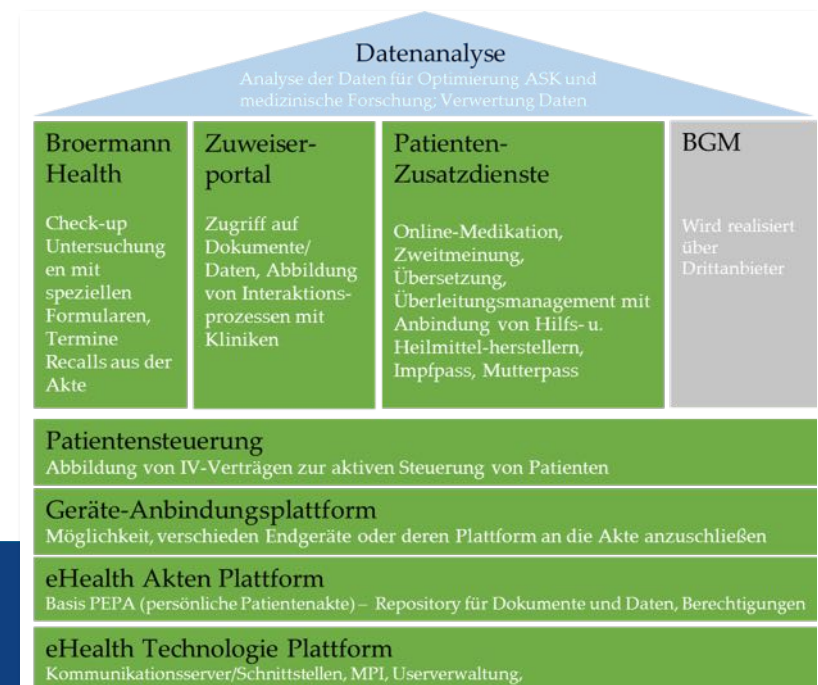 Datenanalyse
Analyse der Daten für Optimierung ASK und
medizinische Forschung; Verwertung Daten
Broermann
Health
Check-up
Untersuchung
en mit
speziellen
Formularen,
Termine
Recalls aus der
Akte
Zuweiser-
portal
Zugriff auf
Dokumente/
Daten, Abbildung
von Interaktions-
prozessen mit
Kliniken
Patienten-
Zusatzdienste
Online-Medikation,
Zweitmeinung,
Übersetzung,
Überleitungsmanagement mit
Anbindung von Hilfs- u.
Heilmittel-herstellern,
Impfpass, Mutterpass
BGM
Wird realisiert
über
Drittanbieter
Patientensteuerung
Abbildung von IV-Verträgen zur aktiven Steuerung von Patienten
Geräte-Anbindungsplattform
Möglichkeit, verschieden Endgeräte oder deren Plattform an die Akte anzuschließen
eHealth Akten Plattform
Basis PEPA (persönliche Patientenakte) – Repository für Dokumente und Daten, Berechtigungen
eHealth Technologie Plattform
Kommunikationsserver/Schnittstellen, MPI, Userverwaltung,